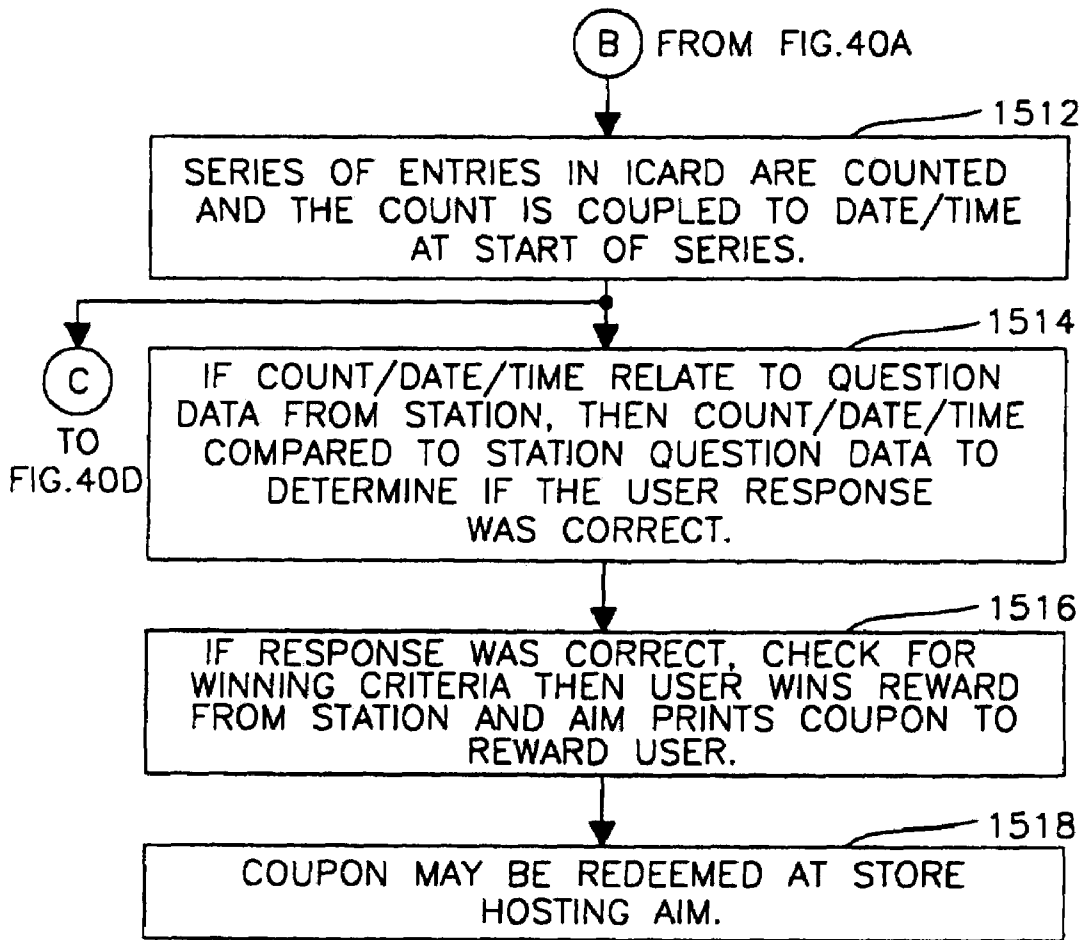 B FROM FIG.40A
1512
SERIES OF ENTRIES IN ICARD ARE COUNTED
AND THE COUNT IS COUPLED TO DATE/TIME
AT START OF SERIES.
1514
C
TO
FIG.40D
IF COUNT/DATE/TIME RELATE TO QUESTION
DATA FROM STATION, THEN COUNT/DATE/TIME
COMPARED TO STATION QUESTION DATA TO
DETERMINE IF THE USER RESPONSE
WAS CORRECT.
1516
IF RESPONSE WAS CORRECT, CHECK FOR
WINNING CRITERIA THEN USER WINS REWARD
FROM STATION AND AIM PRINTS COUPON TO
REWARD USER.
1518
COUPON MAY BE REDEEMED AT STORE
HOSTING AIM.